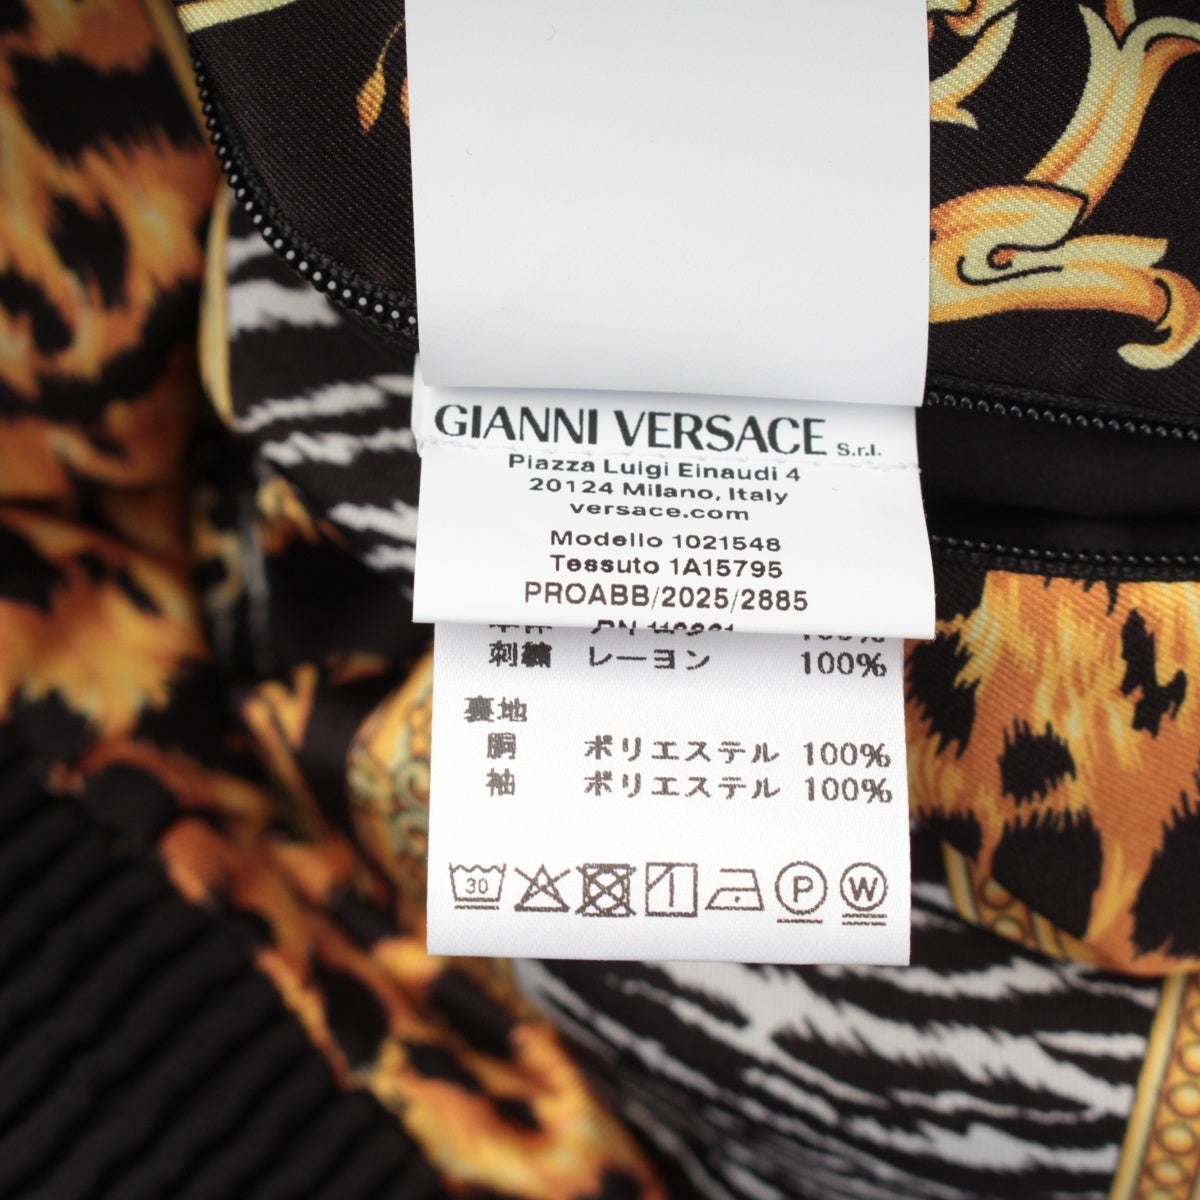 GIANNI VERSACE S.r.l.
Piazza Luigi Einaudi 4
20124 Milano, Italy
versace.com
Modello 1021548
Tessuto 1A15795
PROABB/2025/2885
刺繍 レーヨン 100%
裏地
胴 ポリエステル 100%
袖 ポリエステル 100%
30 P W